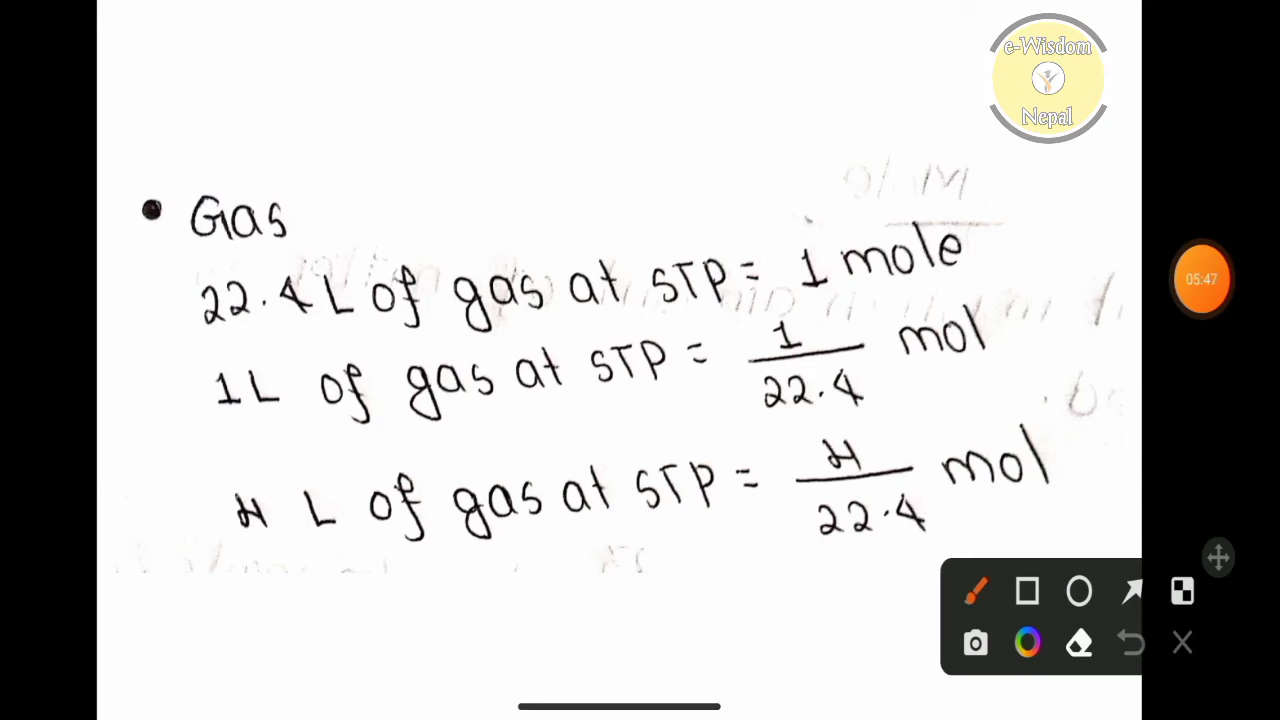 e-Wisdom
Nepal
• Gas
22.4 L of gas at STP = 1 mole
1L of gas at STP = 1/22.4 mol
x L of gas at STP = x/22.4 mol
05:47